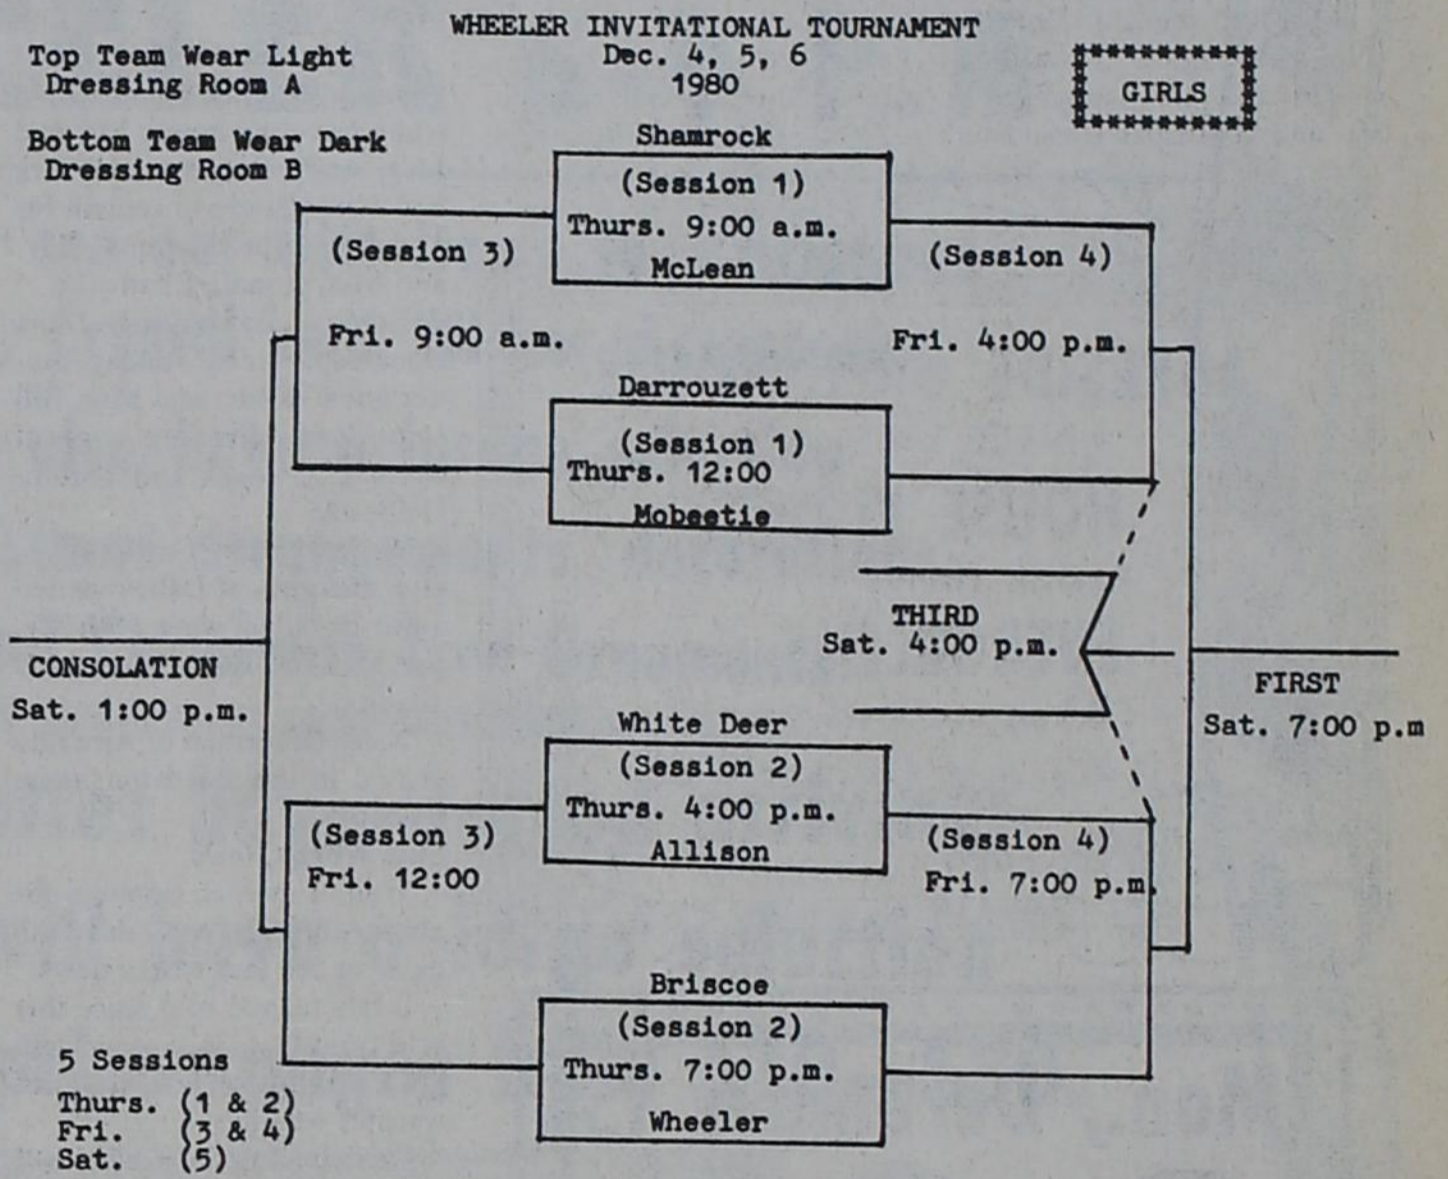 WHEELER INVITATIONAL TOURNAMENT
Dec. 4, 5, 6
1980
Top Team Wear Light
Dressing Room A
Bottom Team Wear Dark
Dressing Room B
GIRLS
Shamrock
(Session 1)
Thurs. 9:00 a.m.
McLean
(Session 3)
Fri. 9:00 a.m.
(Session 4)
Fri. 4:00 p.m.
Darrouzett
(Session 1)
Thurs. 12:00
Mobeetie
THIRD
Sat. 4:00 p.m.
CONSOLATION
Sat. 1:00 p.m.
FIRST
Sat. 7:00 p.m
White Deer
(Session 2)
Thurs. 4:00 p.m.
Allison
(Session 3)
Fri. 12:00
(Session 4)
Fri. 7:00 p.m.
Briscoe
(Session 2)
Thurs. 7:00 p.m.
Wheeler
5 Sessions
Thurs. (1 & 2)
Fri. (3 & 4)
Sat. (5)